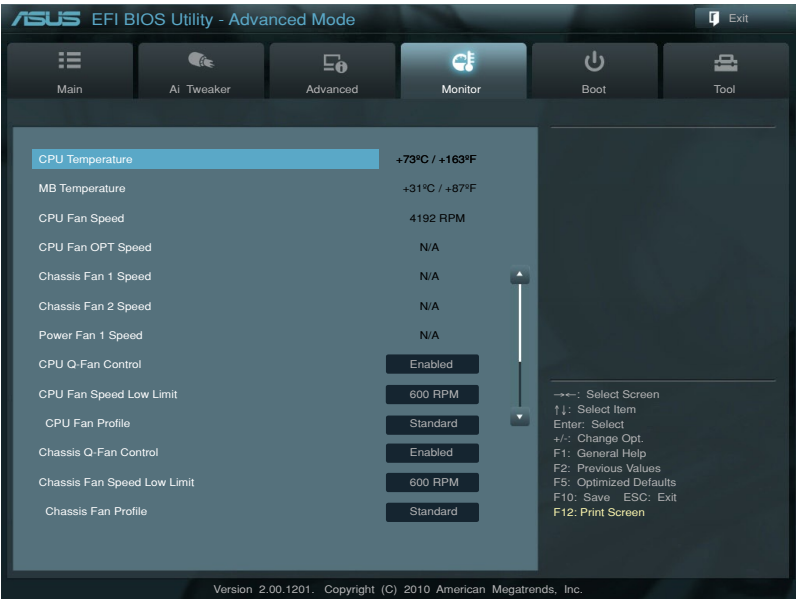 ASUS EFI BIOS Utility - Advanced Mode
Exit
Main Ai Tweaker Advanced Monitor Boot Tool
CPU Temperature +73ºC / +163ºF
MB Temperature +31ºC / +87ºF
CPU Fan Speed 4192 RPM
CPU Fan OPT Speed N/A
Chassis Fan 1 Speed N/A
Chassis Fan 2 Speed N/A
Power Fan 1 Speed N/A
CPU Q-Fan Control Enabled
CPU Fan Speed Low Limit 600 RPM
CPU Fan Profile Standard
Chassis Q-Fan Control Enabled
Chassis Fan Speed Low Limit 600 RPM
Chassis Fan Profile Standard
→←: Select Screen
↑↓: Select Item
Enter: Select
+/-: Change Opt.
F1: General Help
F2: Previous Values
F5: Optimized Defaults
F10: Save ESC: Exit
F12: Print Screen
Version 2.00.1201. Copyright (C) 2010 American Megatrends, Inc.